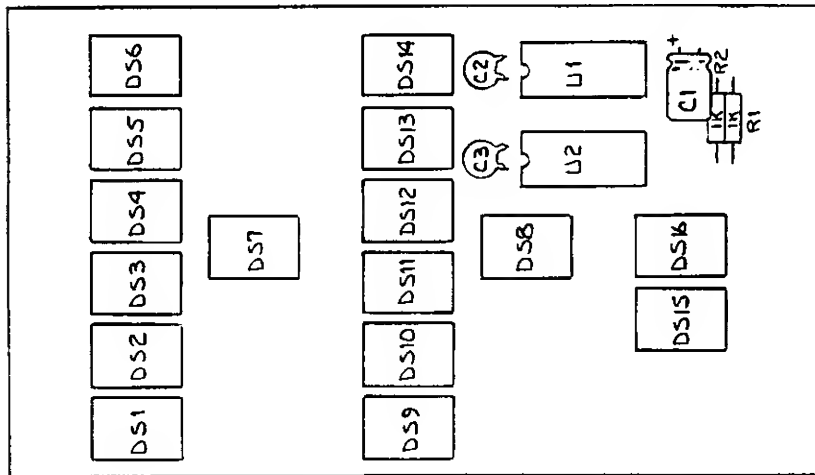 DS6
DS5
DS4
DS3
DS2
DS1
DS7
DS14
DS13
DS12
DS11
DS10
DS9
C2
C3
U1
U2
DS8
+
C1
R2
1K
1K
R1
DS16
DS15